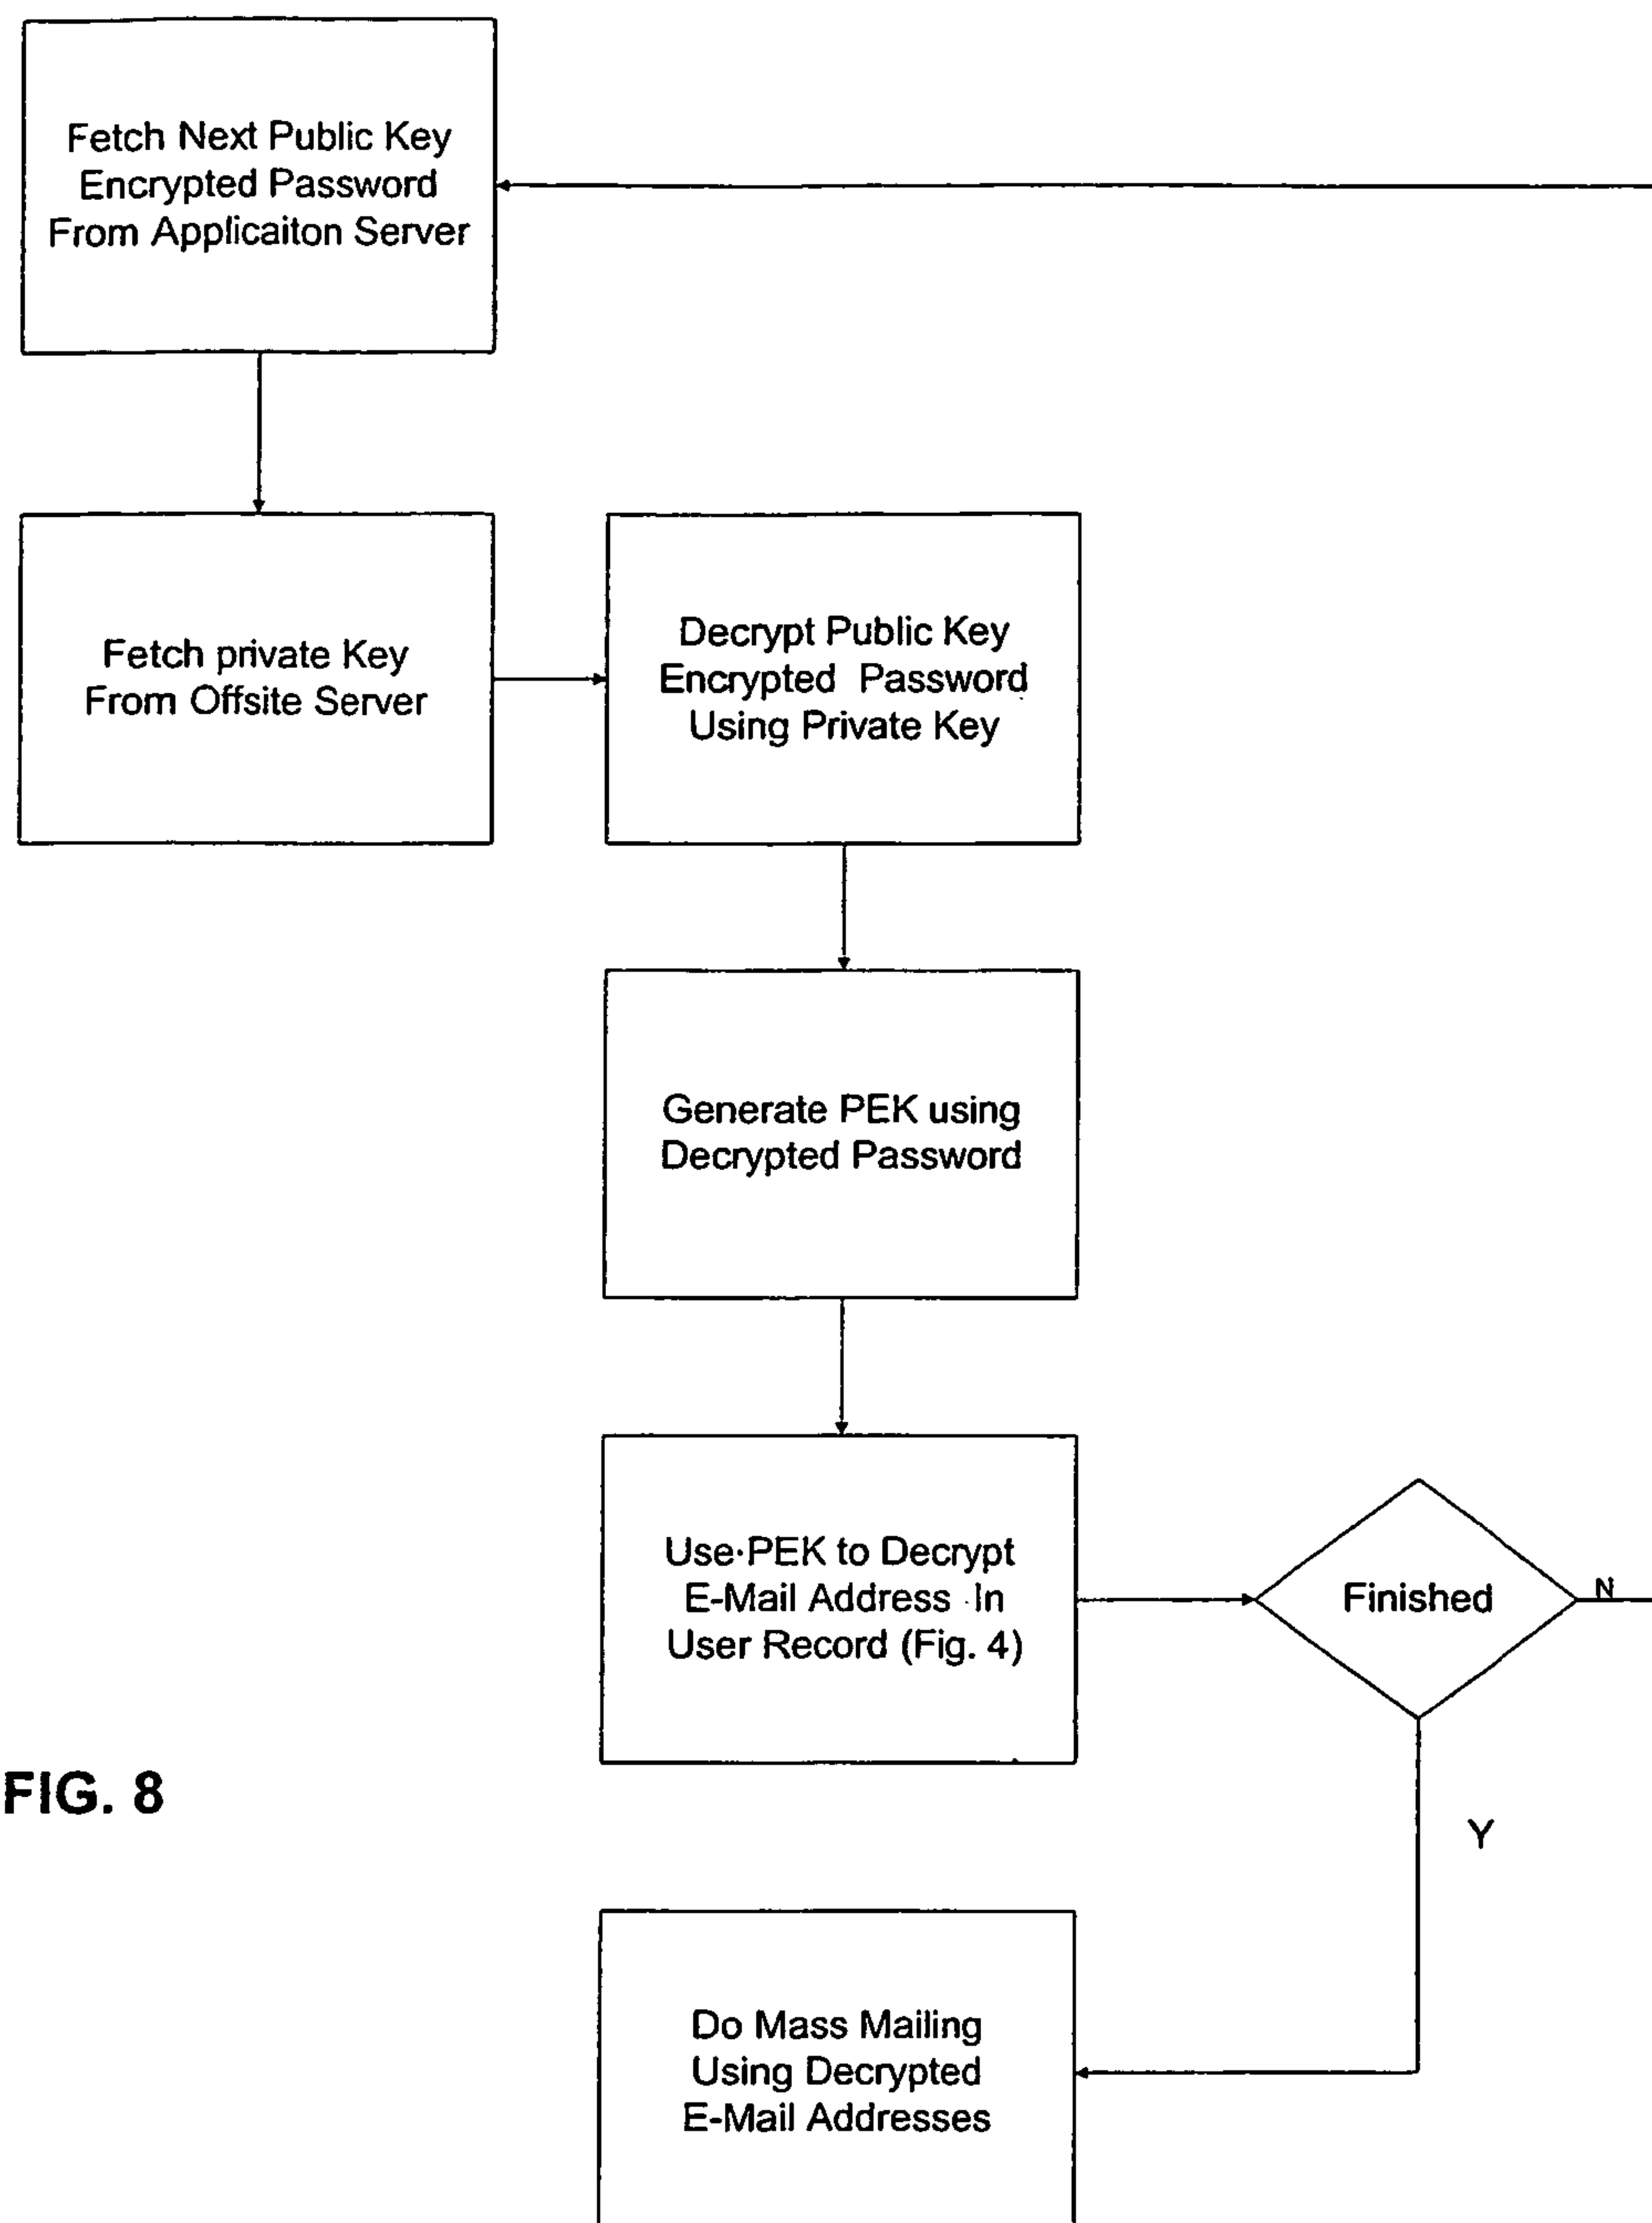 Fetch Next Public Key
Encrypted Password
From Applicaiton Server
Fetch private Key
From Offsite Server
Decrypt Public Key
Encrypted Password
Using Private Key
Generate PEK using
Decrypted Password
Use PEK to Decrypt
E-Mail Address In
User Record (Fig. 4)
Finished
N
Y
FIG. 8
Do Mass Mailing
Using Decrypted
E-Mail Addresses